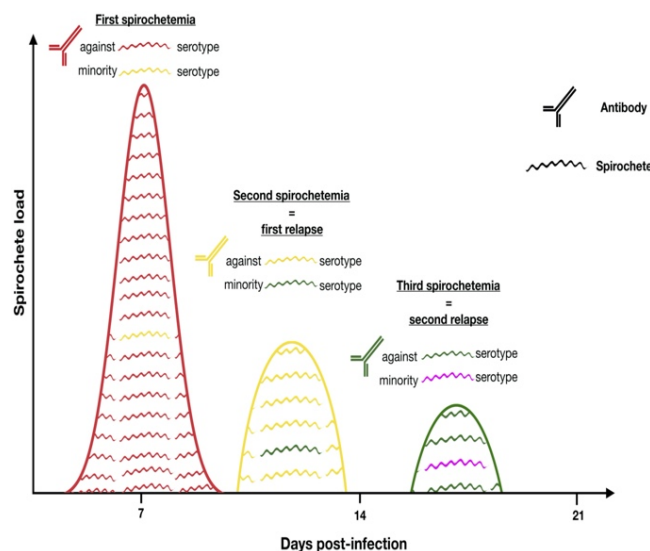 First spirochetemia
against serotype
minority serotype
Antibody
Spirochete
Second spirochetemia
=
first relapse
against serotype
minority serotype
Third spirochetemia
=
second relapse
against serotype
minority serotype
Spirochete load
7
14
21
Days post-infection